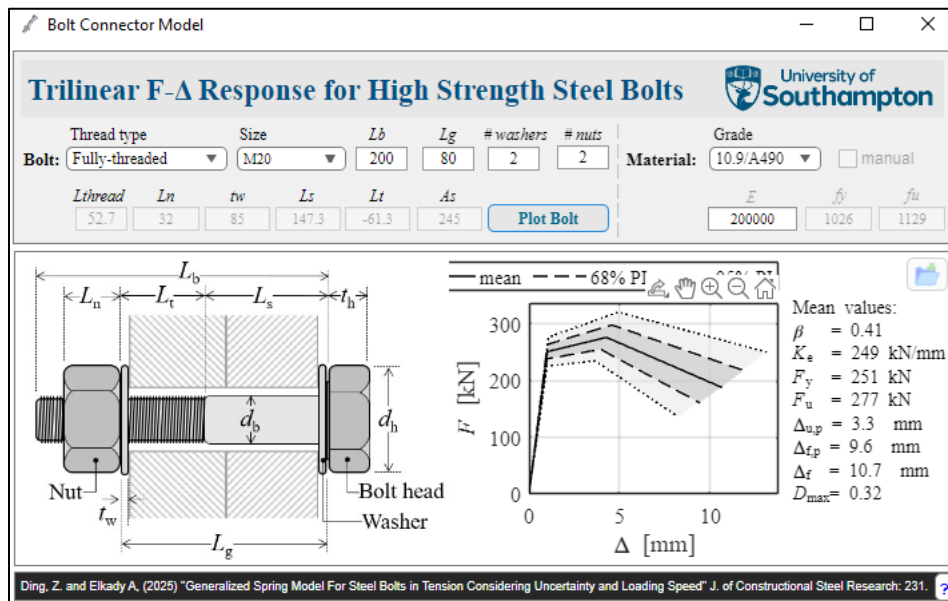 Bolt Connector Model
Trilinear F-Δ Response for High Strength Steel Bolts
University of
Southampton
Thread type Size Lb Lg # washers # nuts Grade
Bolt: Fully-threaded M20 200 80 2 2 Material: 10.9/A490 manual
Lthread Ln tw Ls Lt As E fy fu
52.7 32 85 147.3 -61.3 245 Plot Bolt 200000 1026 1129
Lb
Ln Lt Ls th
db dh
Nut
Bolt head
tw
Washer
Lg
mean 68% PI
F [kN]
300
200
100
0
0 5 10
Δ [mm]
Mean values:
β = 0.41
Ke = 249 kN/mm
Fy = 251 kN
Fu = 277 kN
Δu,p = 3.3 mm
Δf,p = 9.6 mm
Δf = 10.7 mm
Dmax= 0.32
Ding, Z. and Elkady A, (2025) "Generalized Spring Model For Steel Bolts in Tension Considering Uncertainty and Loading Speed" J. of Constructional Steel Research: 231. ?